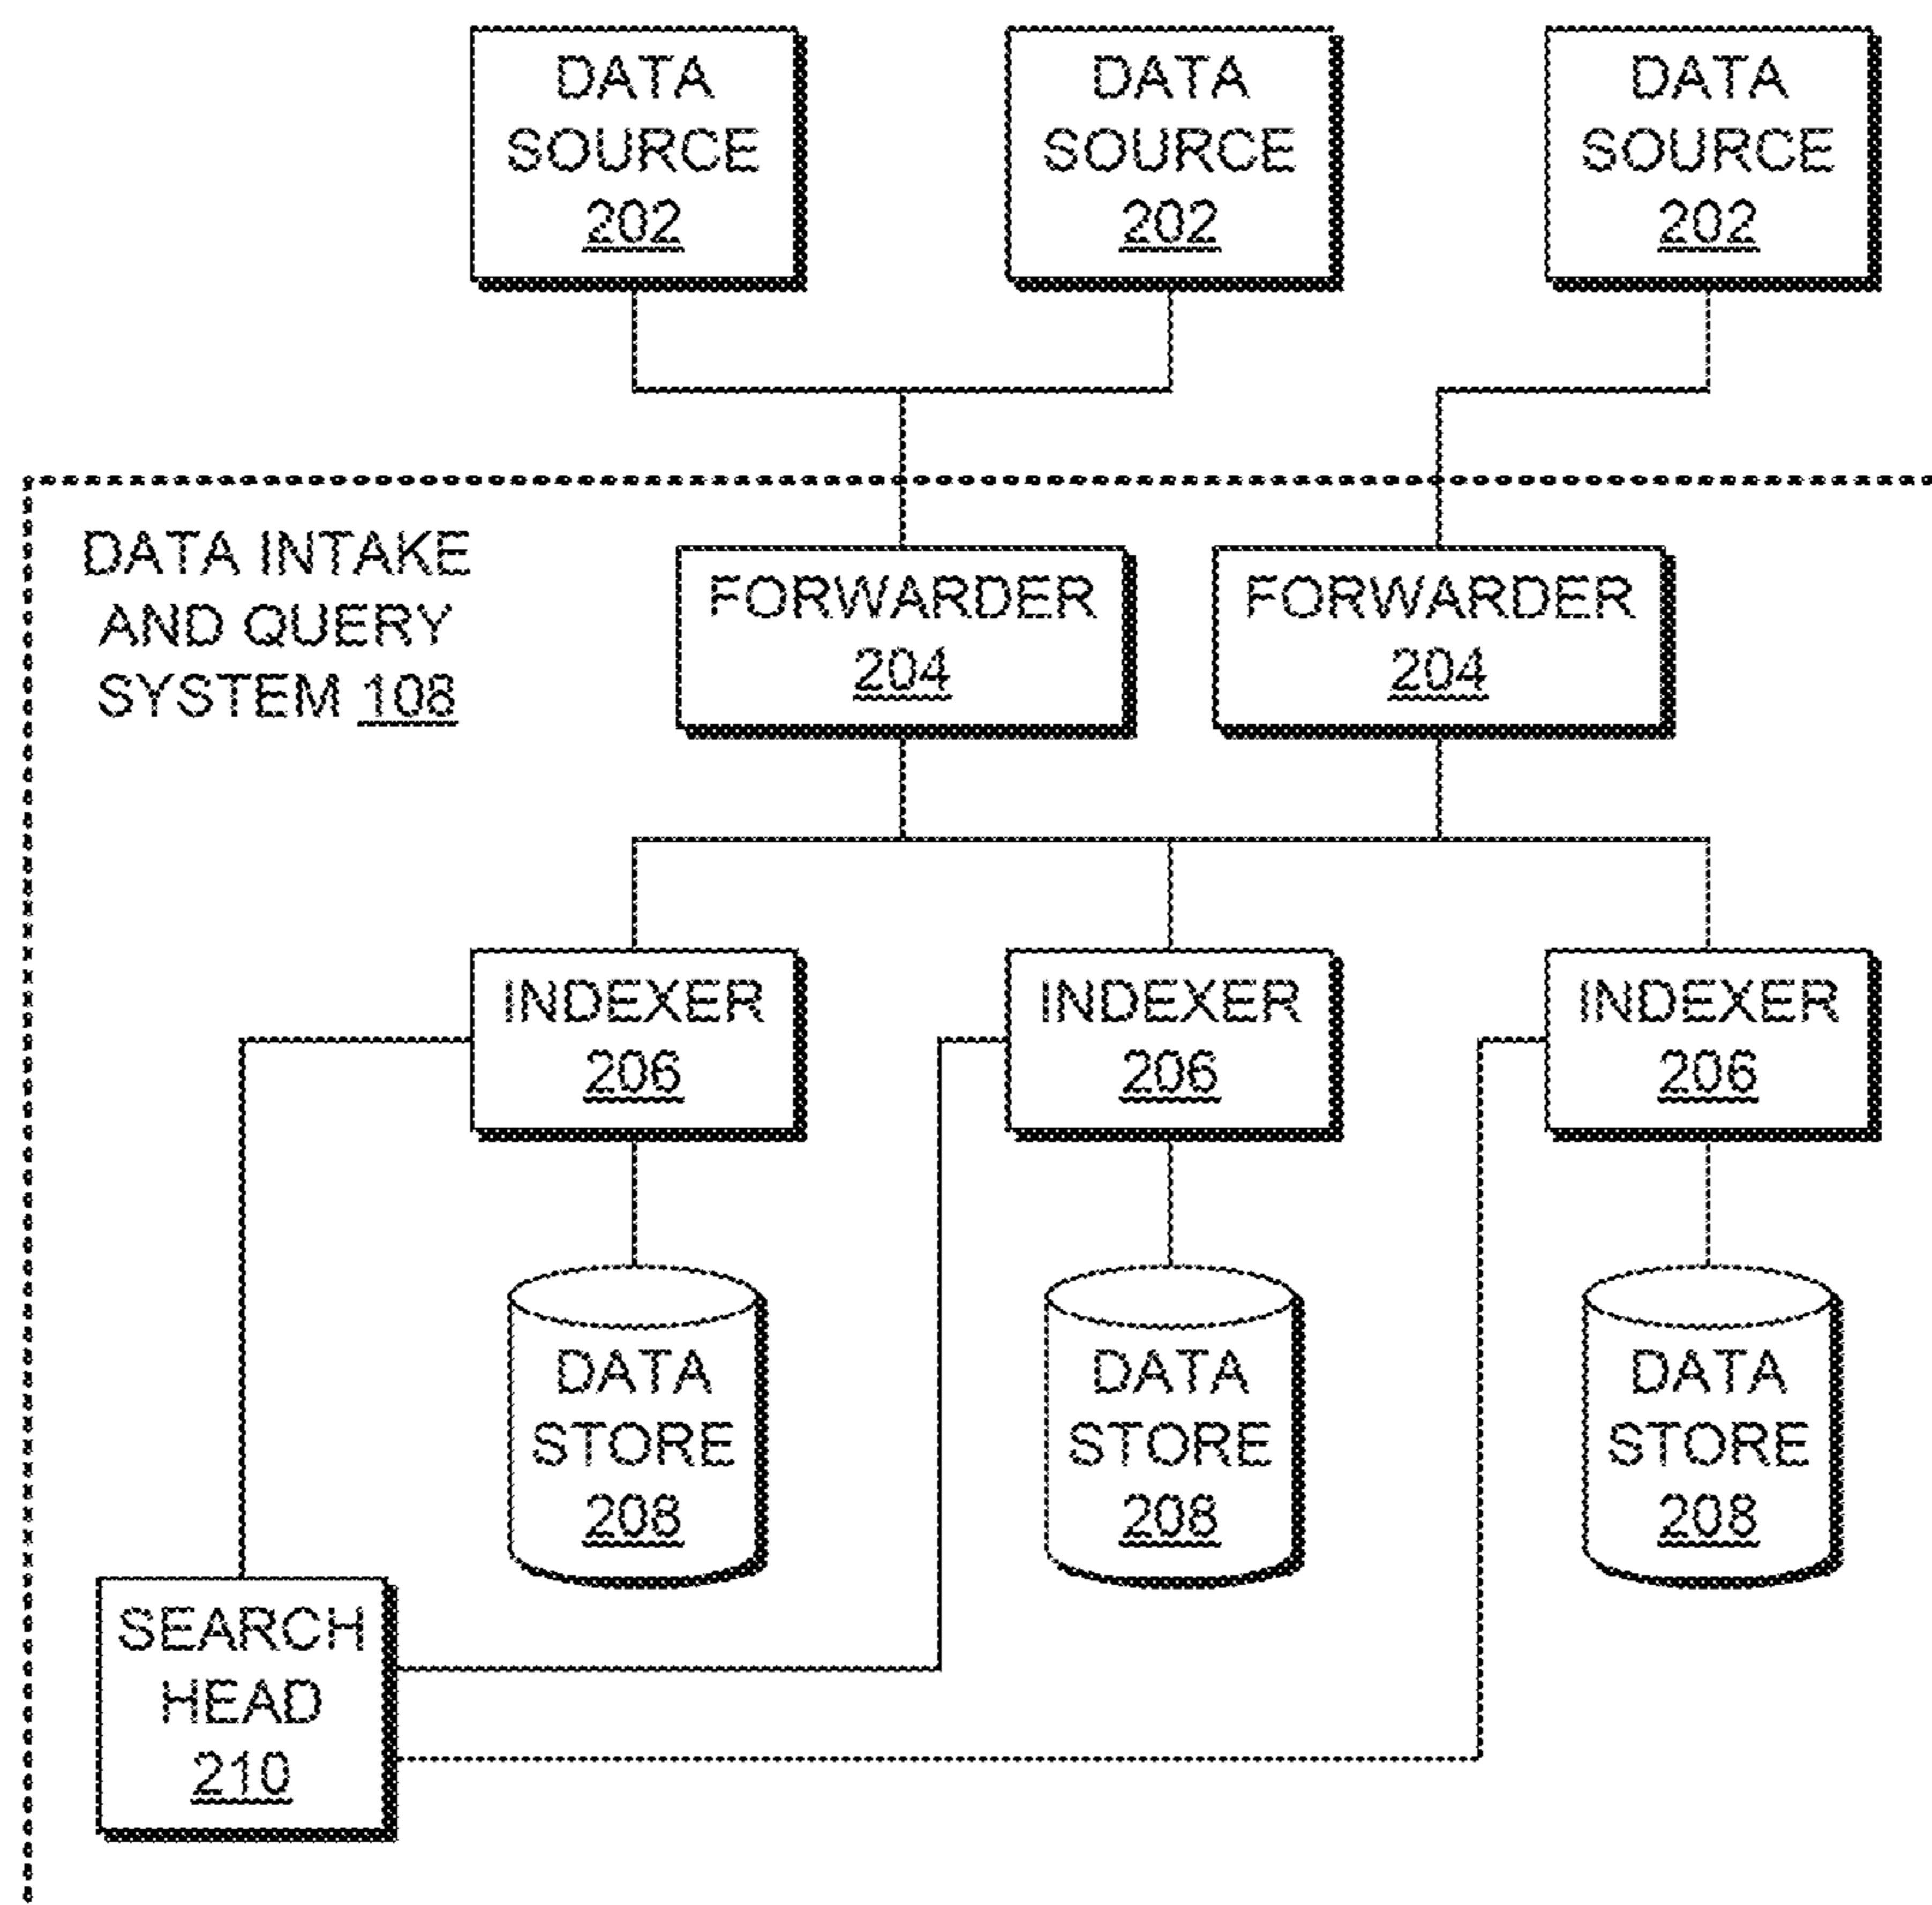 DATA
SOURCE
202
DATA
SOURCE
202
DATA
SOURCE
202
DATA INTAKE
AND QUERY
SYSTEM 108
FORWARDER
204
FORWARDER
204
INDEXER
206
INDEXER
206
INDEXER
206
DATA
STORE
208
DATA
STORE
208
DATA
STORE
208
SEARCH
HEAD
210